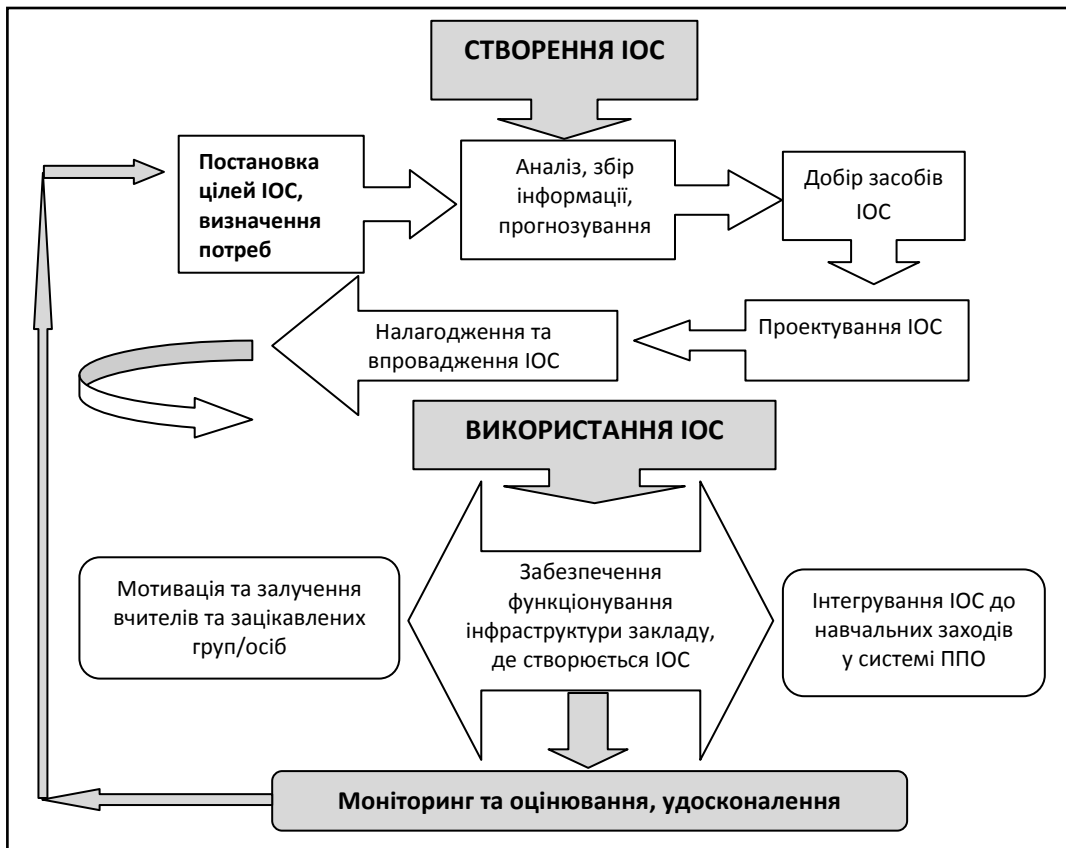 СТВОРЕННЯ ІОС
Постановка
цілей ІОС,
визначення
потреб
Аналіз, збір
інформації,
прогнозування
Добір засобів
ІОС
Проектування ІОС
Налагодження та
впровадження ІОС
ВИКОРИСТАННЯ ІОС
Мотивація та залучення
вчителів та зацікавлених
груп/осіб
Забезпечення
функціонування
інфраструктури закладу,
де створюється ІОС
Інтегрування ІОС до
навчальних заходів
у системі ППО
Моніторинг та оцінювання, удосконалення